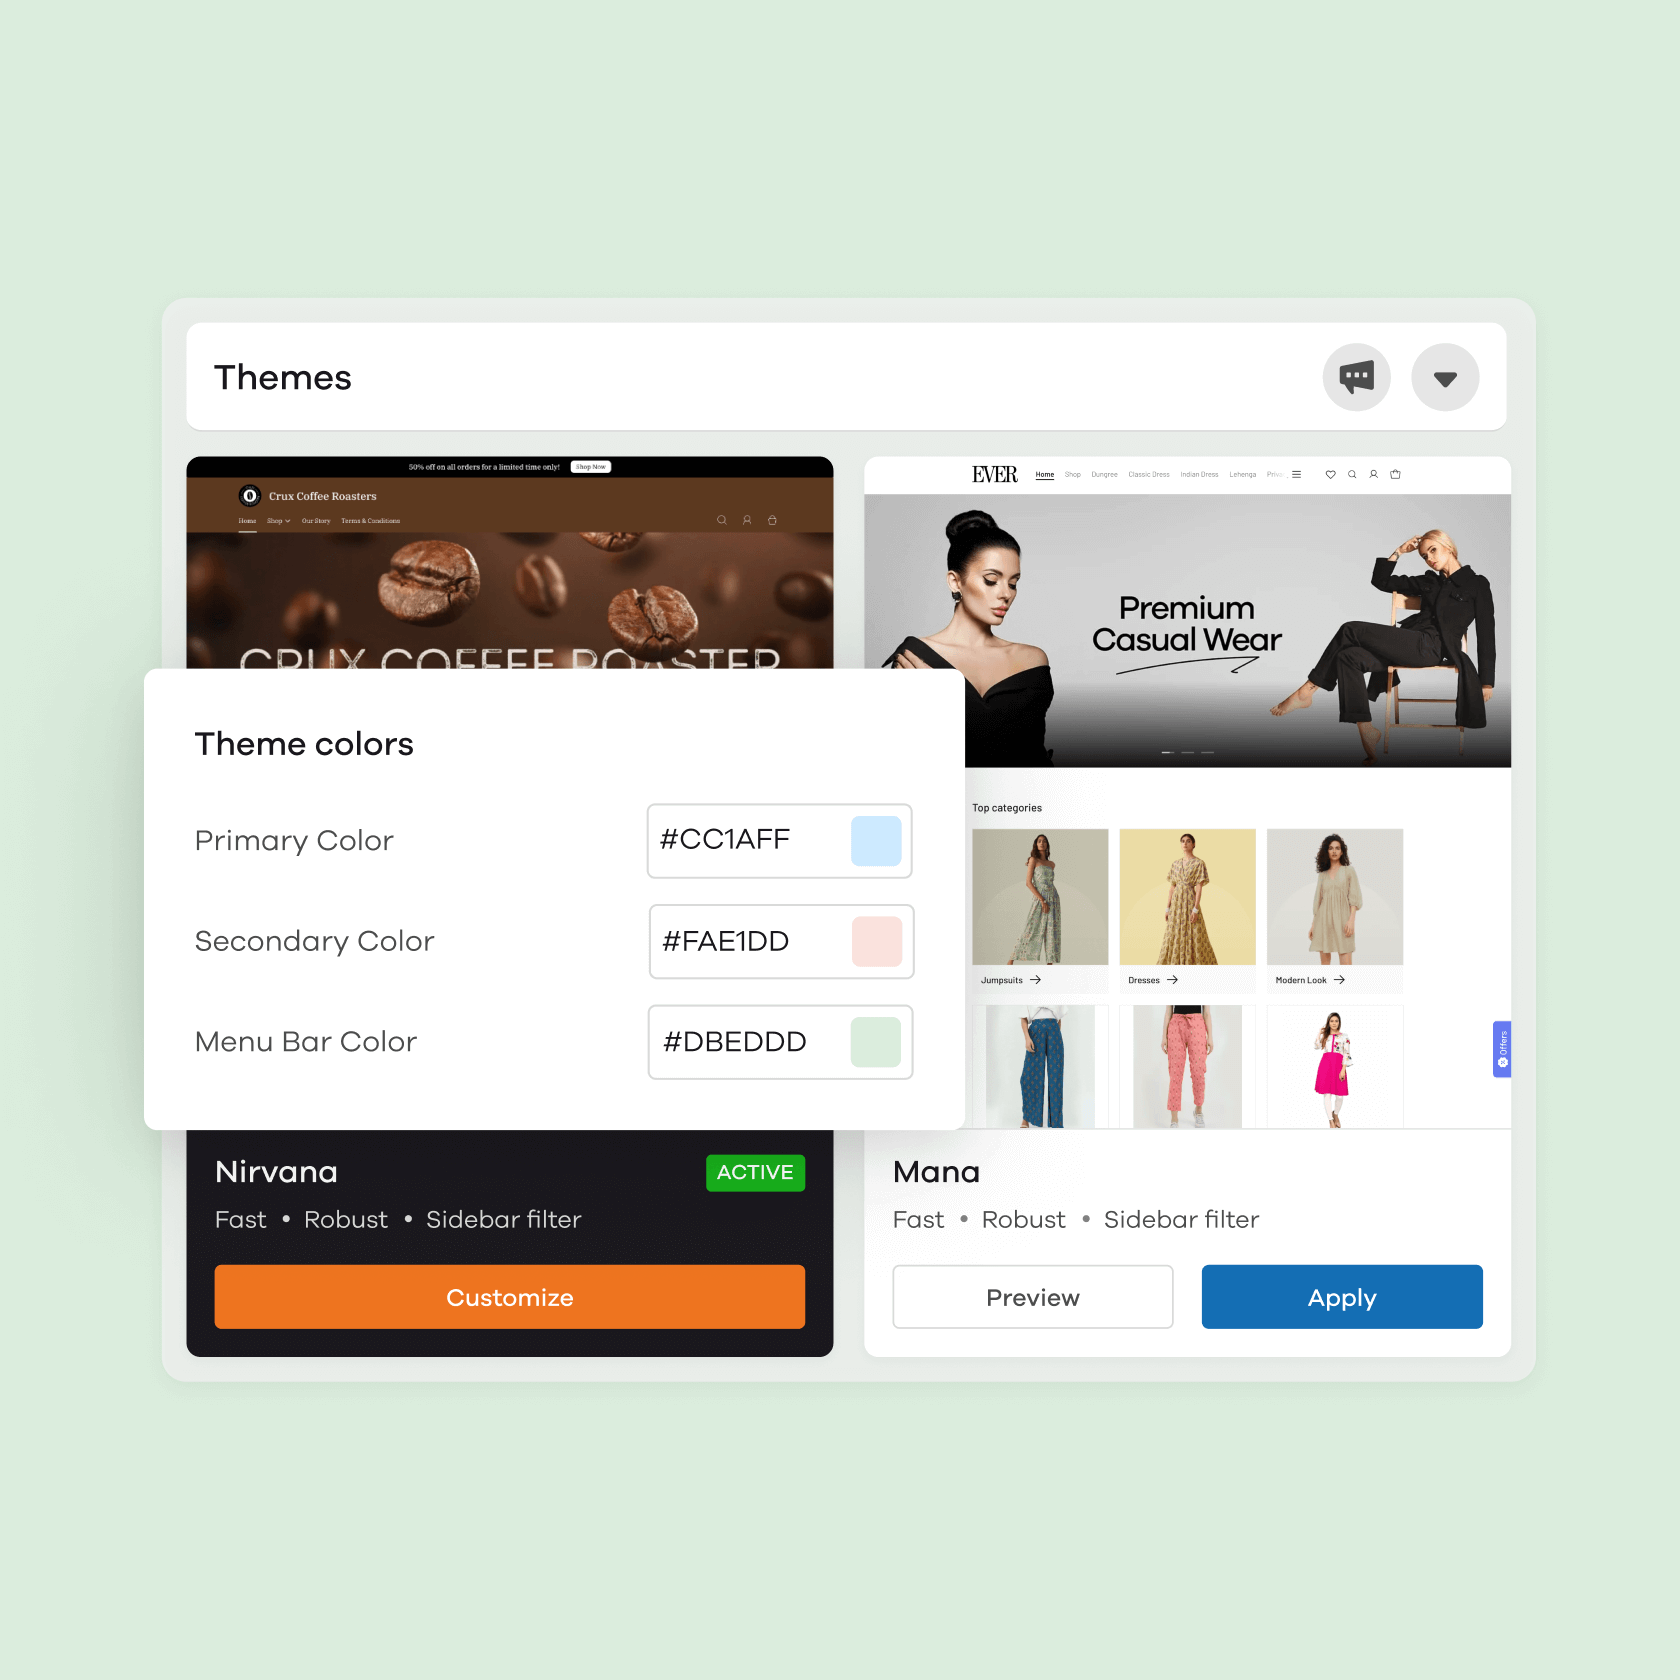 Themes
50% off on all orders for a limited time only! Shop Now
Crux Coffee Roasters
Home Shop Our Story Terms & Conditions
CRUX COFFEE ROASTER
EVER Home Shop Dungree Classic Dress Indian Dress Lehenga
Premium
Casual Wear
Theme colors
Primary Color #CC1AFF
Secondary Color #FAE1DD
Menu Bar Color #DBEDDD
Top categories
Jumpsuits Dresses Modern Look
Offers
Nirvana ACTIVE
Fast • Robust • Sidebar filter
Customize
Mana
Fast • Robust • Sidebar filter
Preview Apply